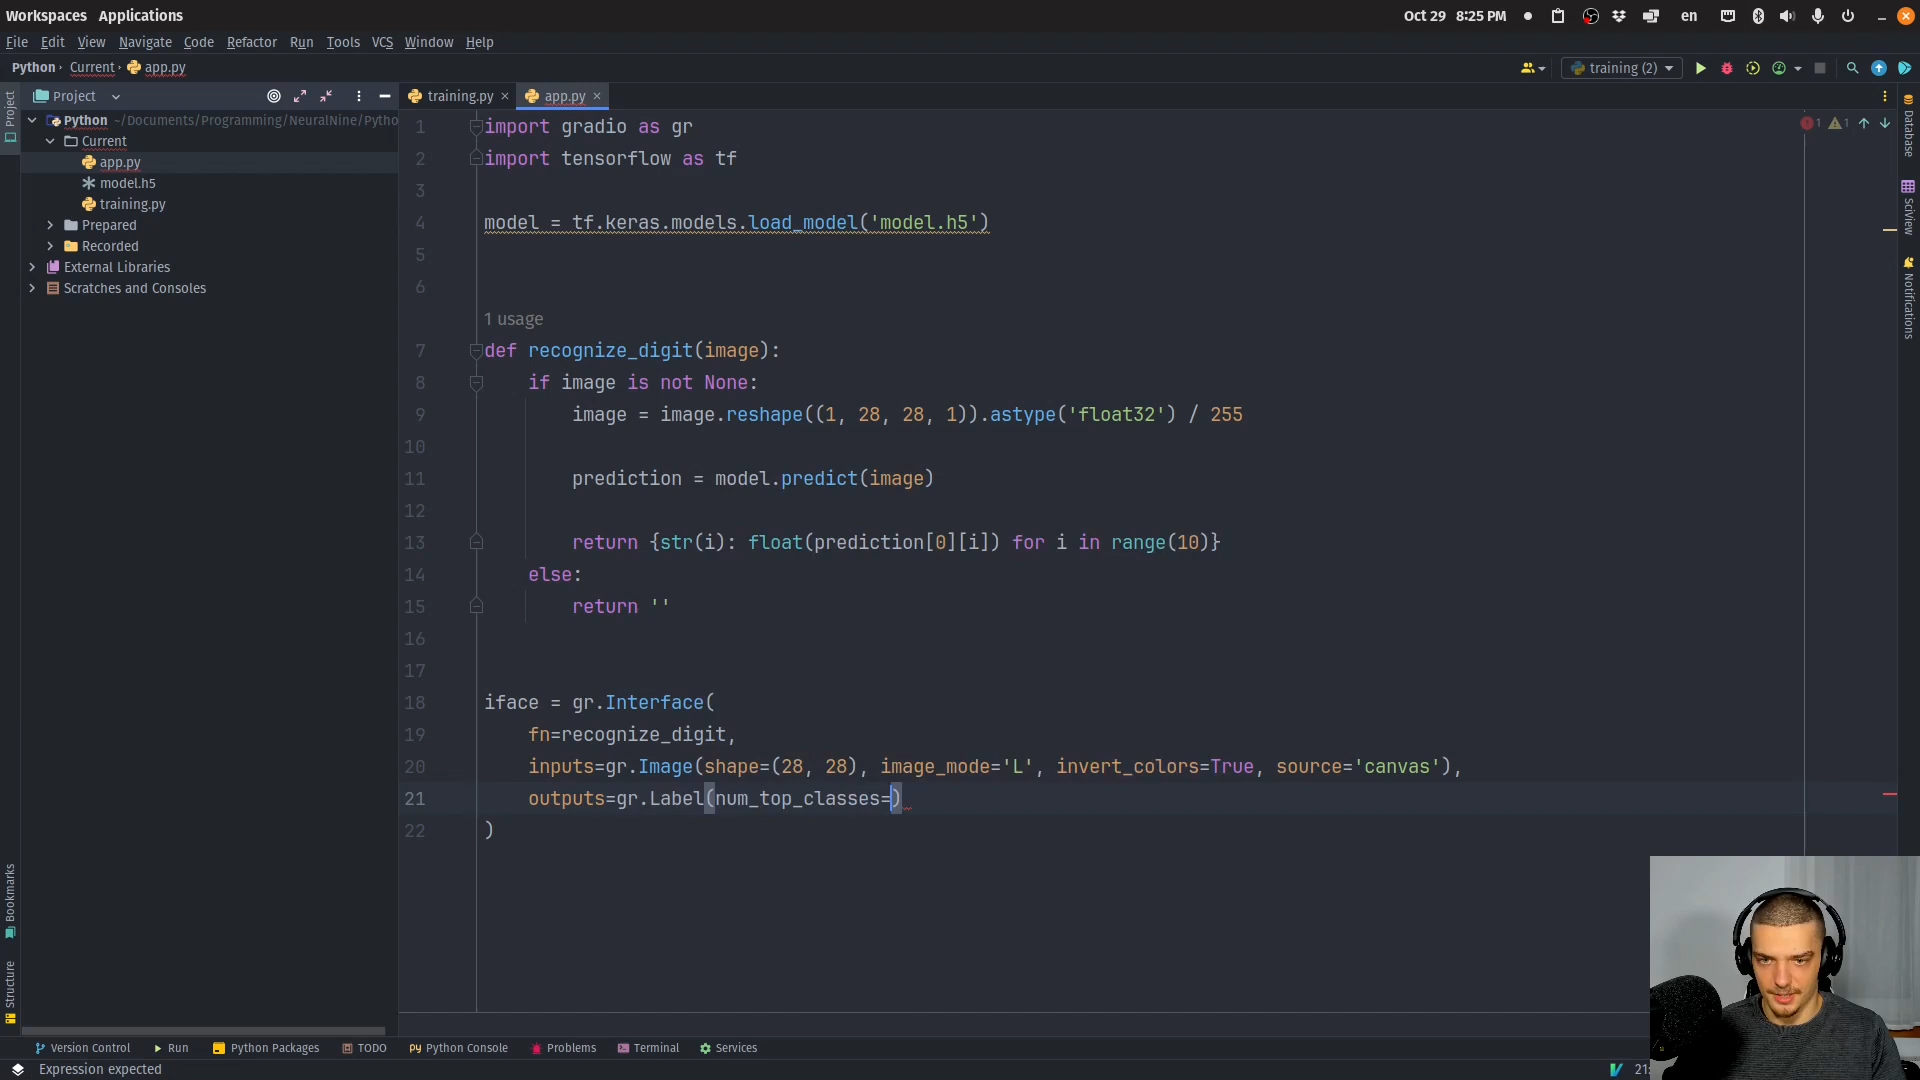 Workspaces Applications
Oct 29 8:25 PM
en
File Edit View Navigate Code Refactor Run Tools VCS Window Help
Python Current app.py
training (2)
Project
training.py
app.py
Python ~/Documents/Programming/NeuralNine/Pytho
Current
app.py
model.h5
training.py
Prepared
Recorded
External Libraries
Scratches and Consoles
Project
Bookmarks
Structure
1 import gradio as gr
2 import tensorflow as tf
3
4 model = tf.keras.models.load_model('model.h5')
5
6
1 usage
7 def recognize_digit(image):
8 if image is not None:
9 image = image.reshape((1, 28, 28, 1)).astype('float32') / 255
10
11 prediction = model.predict(image)
12
13 return {str(i): float(prediction[0][i]) for i in range(10)}
14 else:
15 return ''
16
17
18 iface = gr.Interface(
19 fn=recognize_digit,
20 inputs=gr.Image(shape=(28, 28), image_mode='L', invert_colors=True, source='canvas'),
21 outputs=gr.Label(num_top_classes=)
22 )
1 1
Database
SciView
Notifications
Version Control Run Python Packages TODO Python Console Problems Terminal Services
Expression expected
21: